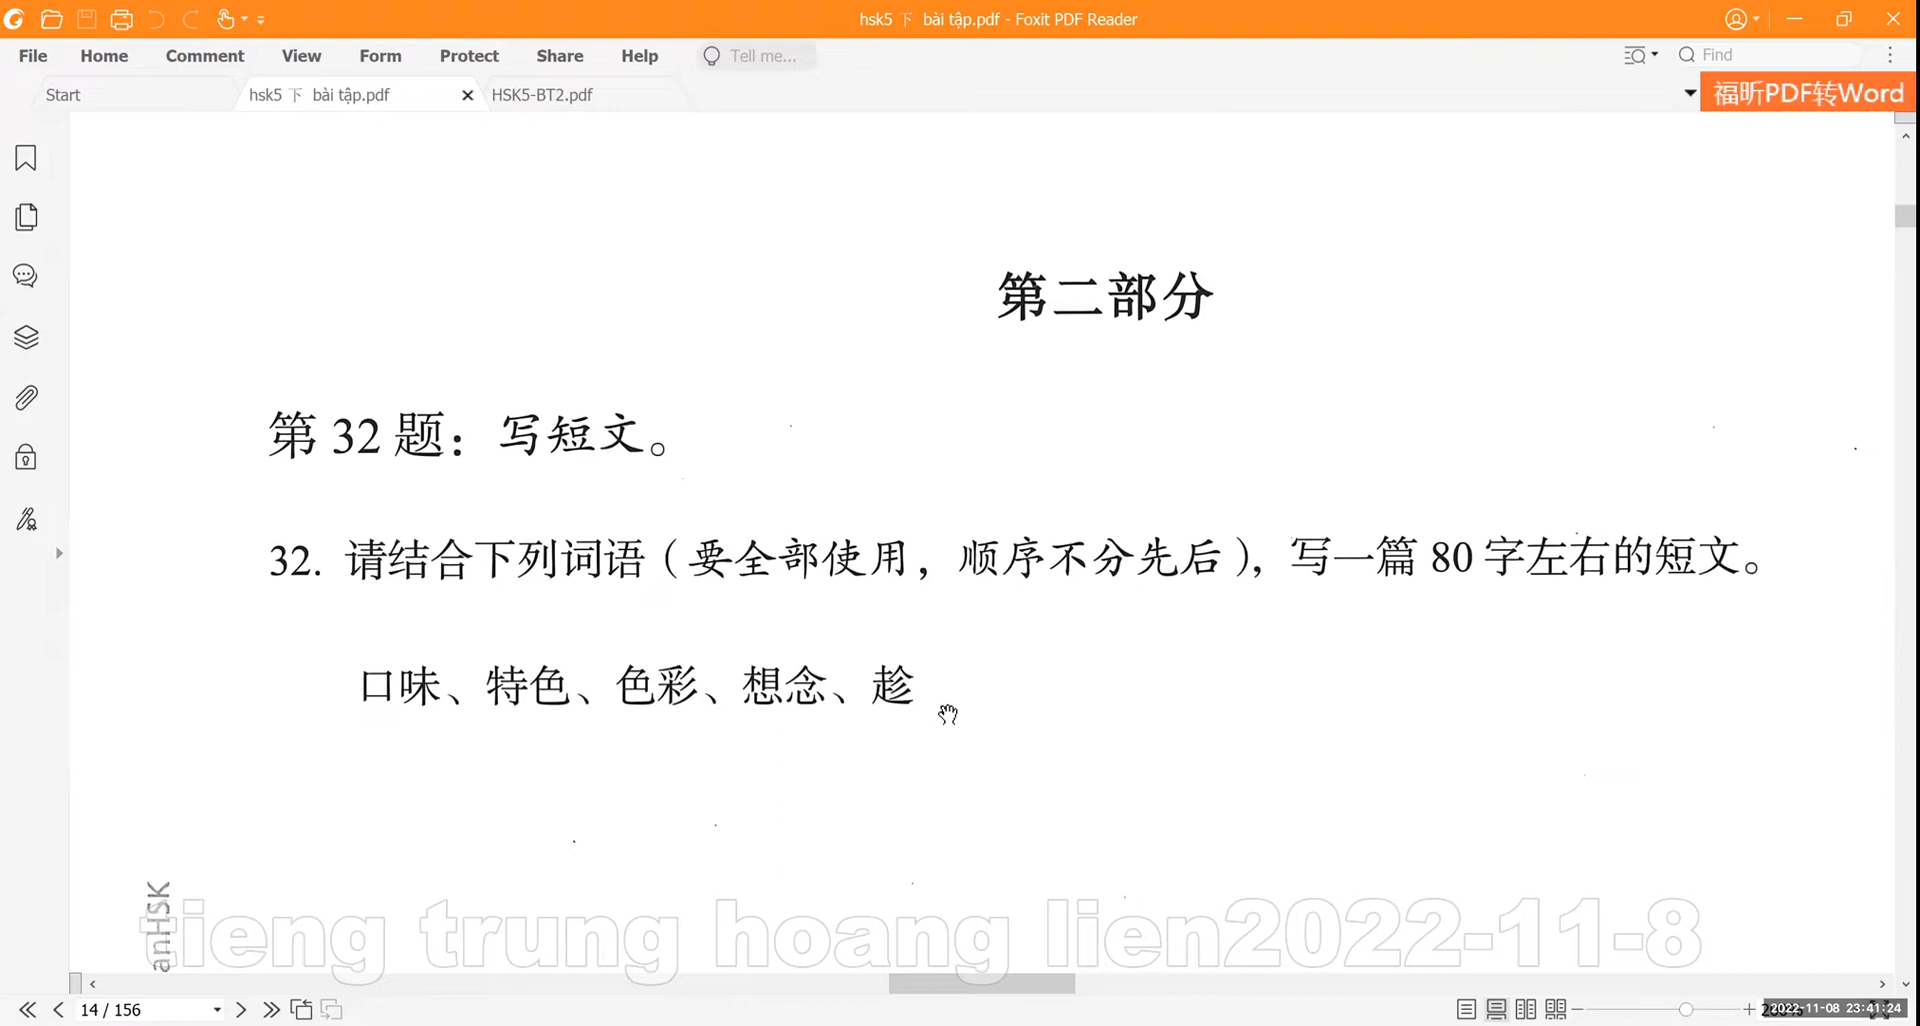 hsk5 下 bài tập.pdf - Foxit PDF Reader
File Home Comment View Form Protect Share Help Tell me... Find
Start hsk5 下 bài tập.pdf HSK5-BT2.pdf 福昕PDF转Word
第二部分
第 32 题：写短文。
32. 请结合下列词语（要全部使用，顺序不分先后），写一篇 80 字左右的短文。
口味、特色、色彩、想念、趁
anHSK
tieng trung hoang lien2022-11-8
14 / 156
2022-11-08 23:41:24